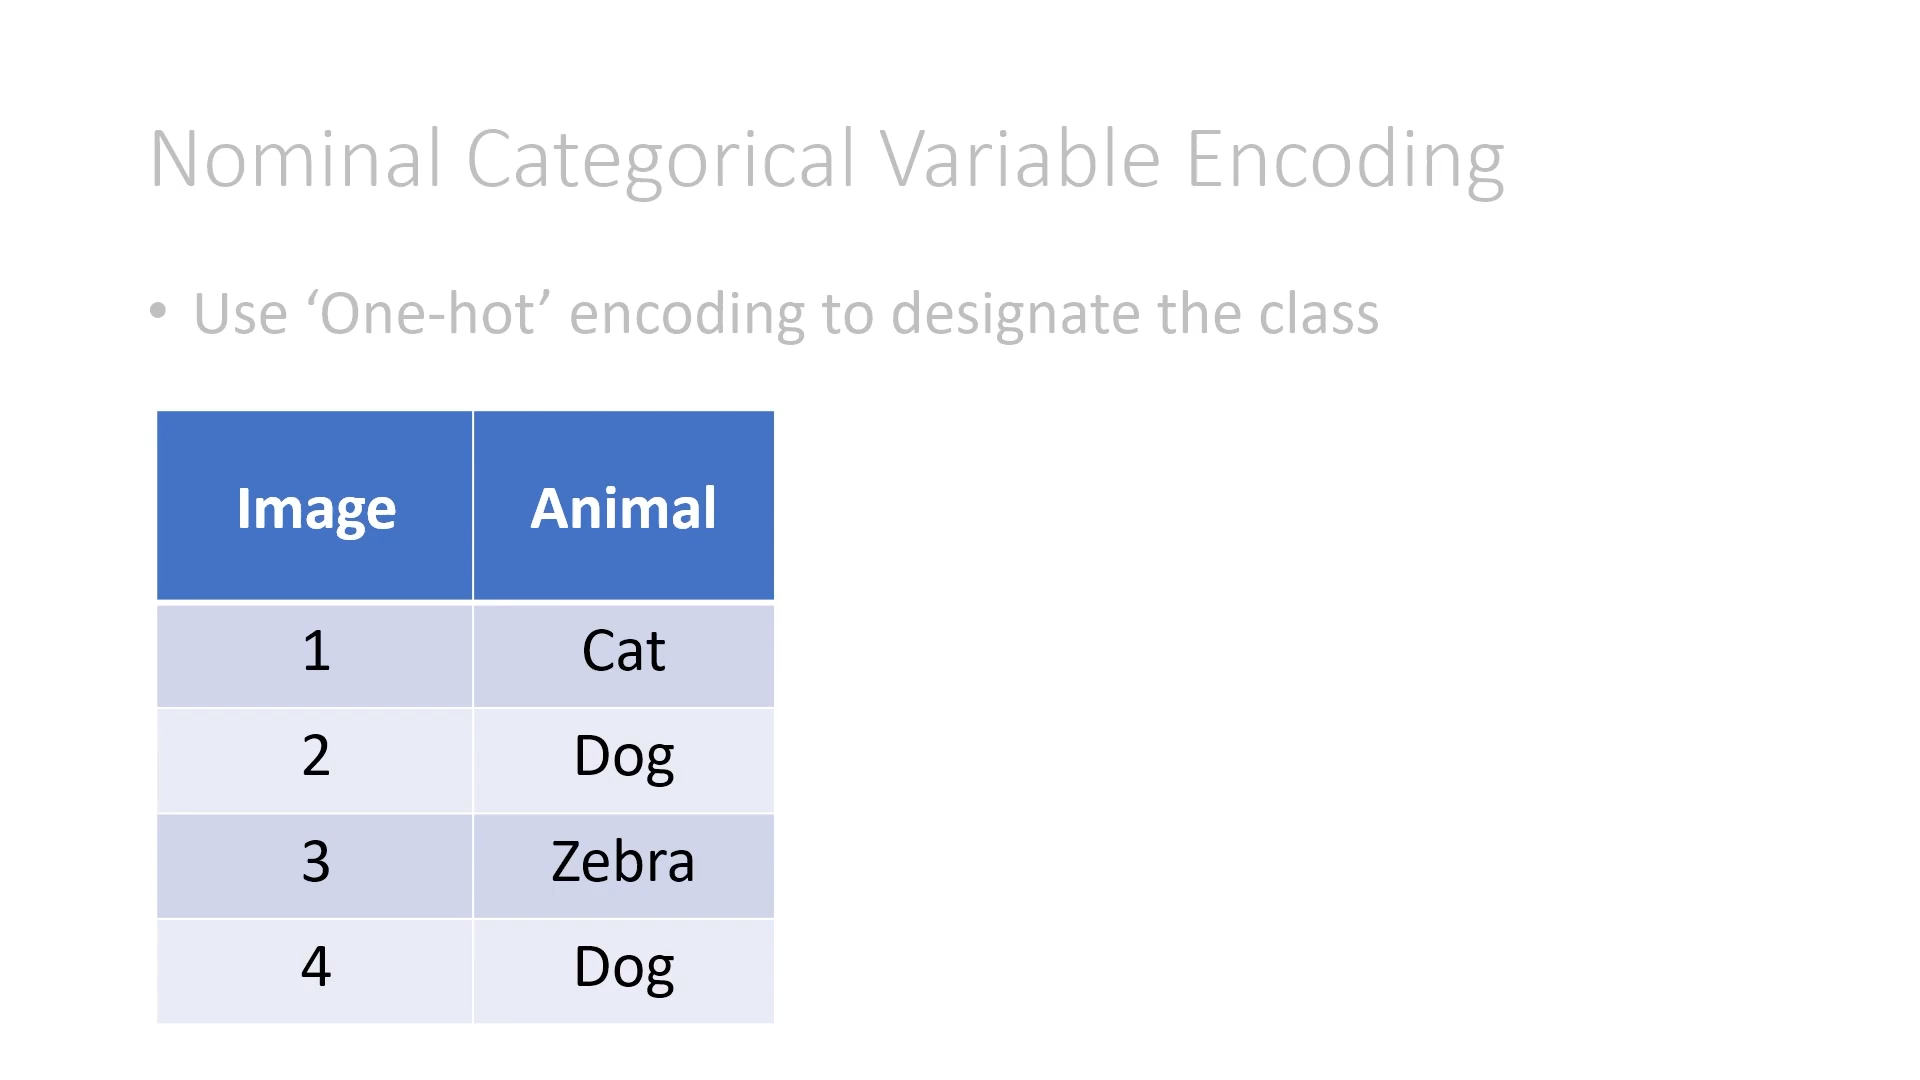 Nominal Categorical Variable Encoding
• Use ‘One-hot’ encoding to designate the class
Image Animal
1 Cat
2 Dog
3 Zebra
4 Dog